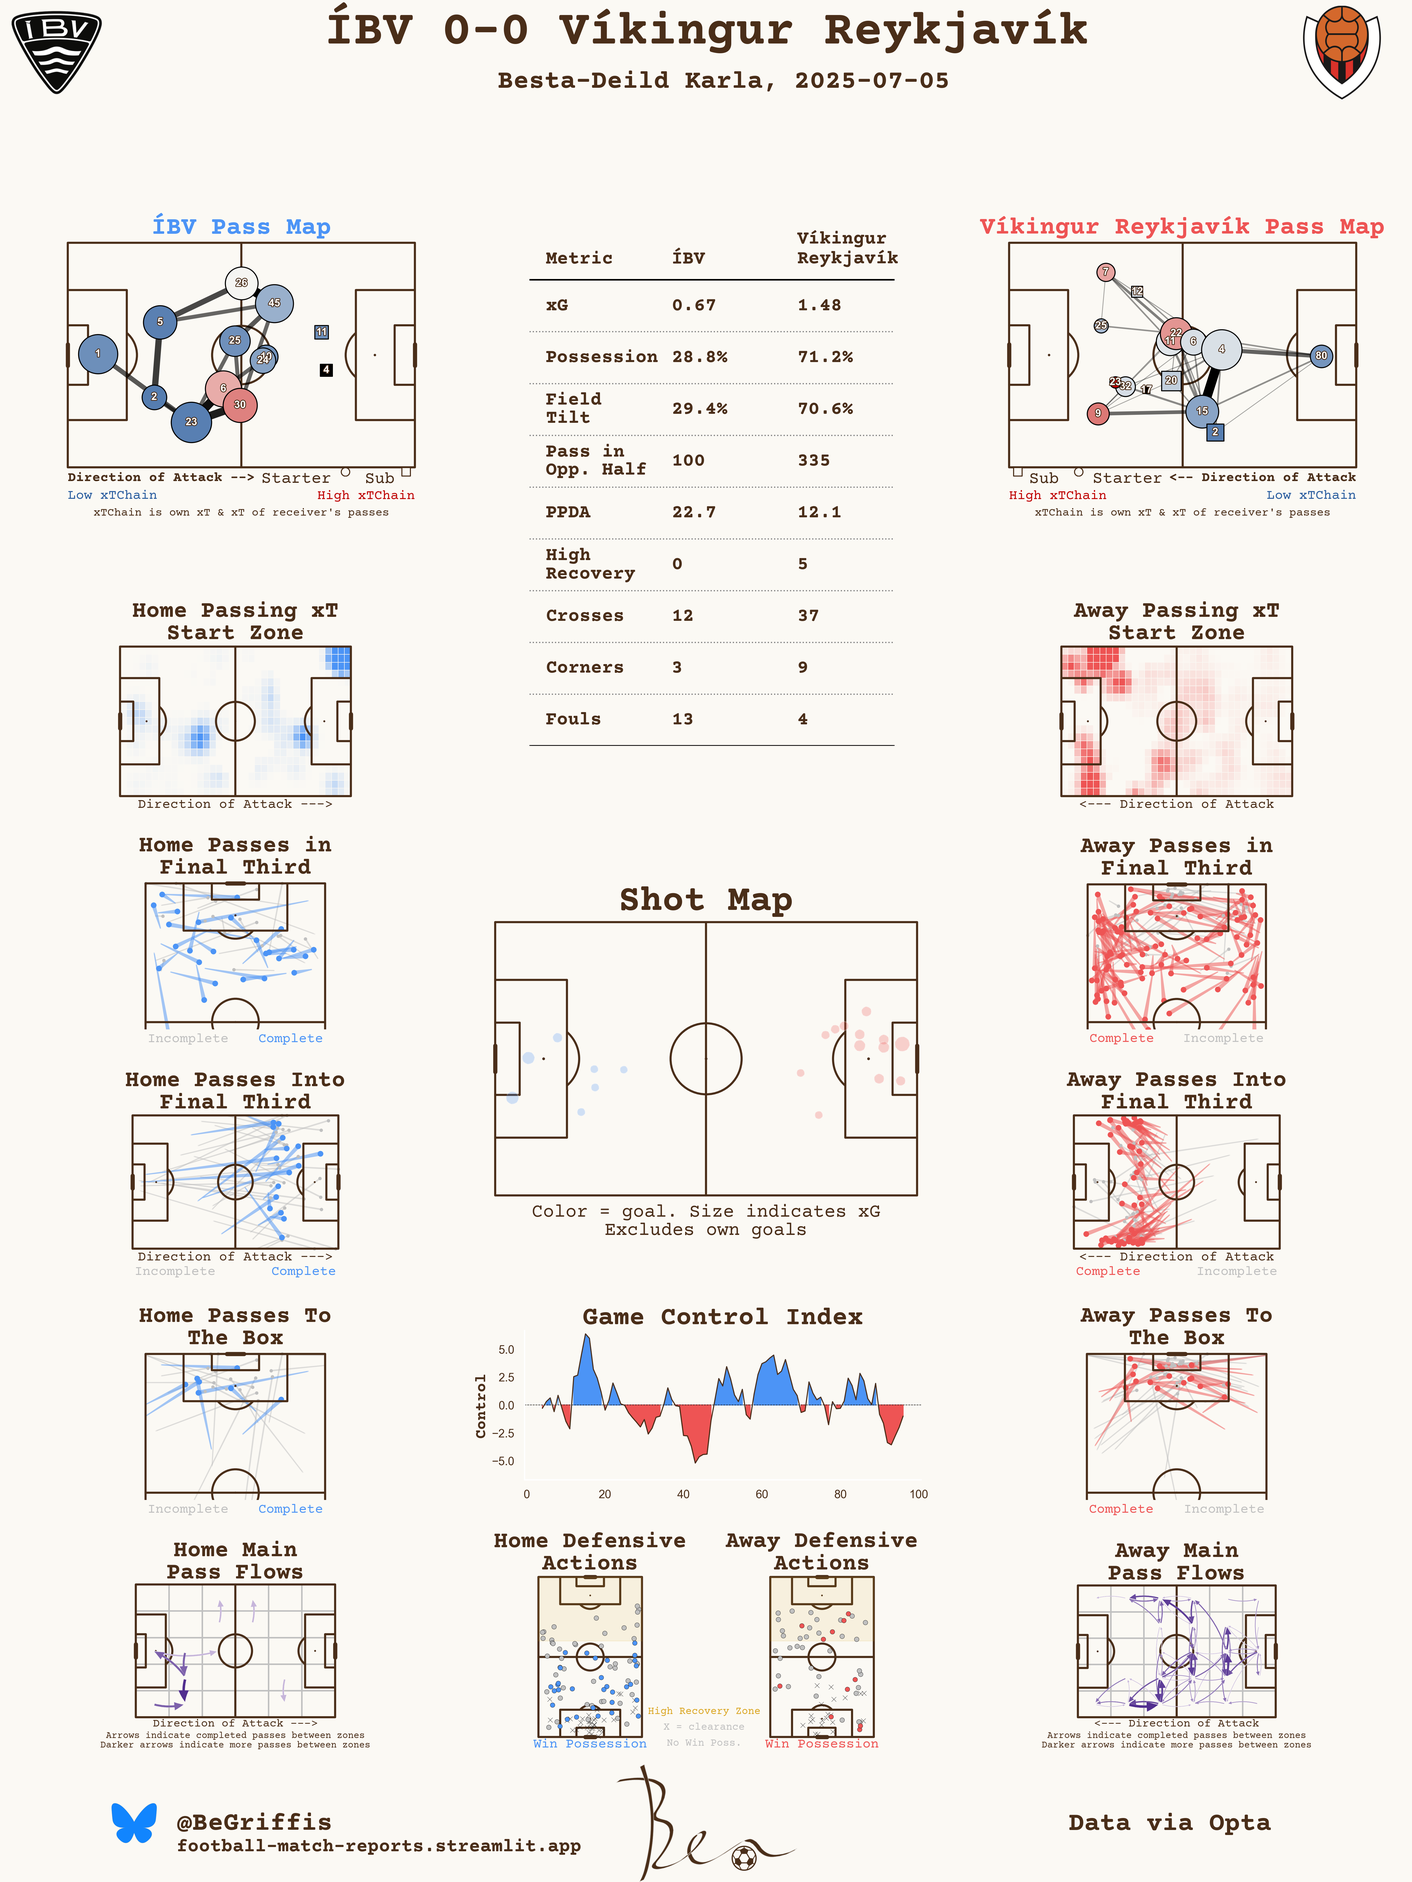 ÍBV 0-0 Víkingur Reykjavík
Besta-Deild Karla, 2025-07-05
ÍBV
ÍBV Pass Map
26
45
5
11
25
1
24
4
6
2
30
23
Direction of Attack --> Starter Sub
Low xTChain High xTChain
xTChain is own xT & xT of receiver's passes
Metric ÍBV Víkingur Reykjavík
xG 0.67 1.48
Possession 28.8% 71.2%
Field Tilt 29.4% 70.6%
Pass in Opp. Half 100 335
PPDA 22.7 12.1
High Recovery 0 5
Crosses 12 37
Corners 3 9
Fouls 13 4
Víkingur Reykjavík Pass Map
7
12
25
22
11
6
4
80
23
32
17
20
9
15
2
Sub Starter <-- Direction of Attack
High xTChain Low xTChain
xTChain is own xT & xT of receiver's passes
Home Passing xT
Start Zone
Direction of Attack --->
Away Passing xT
Start Zone
<--- Direction of Attack
Home Passes in
Final Third
Incomplete Complete
Away Passes in
Final Third
Complete Incomplete
Shot Map
Color = goal. Size indicates xG
Excludes own goals
Home Passes Into
Final Third
Direction of Attack --->
Incomplete Complete
Away Passes Into
Final Third
<--- Direction of Attack
Complete Incomplete
Home Passes To
The Box
Incomplete Complete
Game Control Index
Control
5.0
2.5
0.0
−2.5
−5.0
0 20 40 60 80 100
Away Passes To
The Box
Complete Incomplete
Home Main
Pass Flows
Direction of Attack --->
Arrows indicate completed passes between zones
Darker arrows indicate more passes between zones
Home Defensive
Actions
Win Possession
High Recovery Zone
X = clearance
No Win Poss.
Away Defensive
Actions
Win Possession
Away Main
Pass Flows
<--- Direction of Attack
Arrows indicate completed passes between zones
Darker arrows indicate more passes between zones
@BeGriffis
football-match-reports.streamlit.app
Ben
Data via Opta